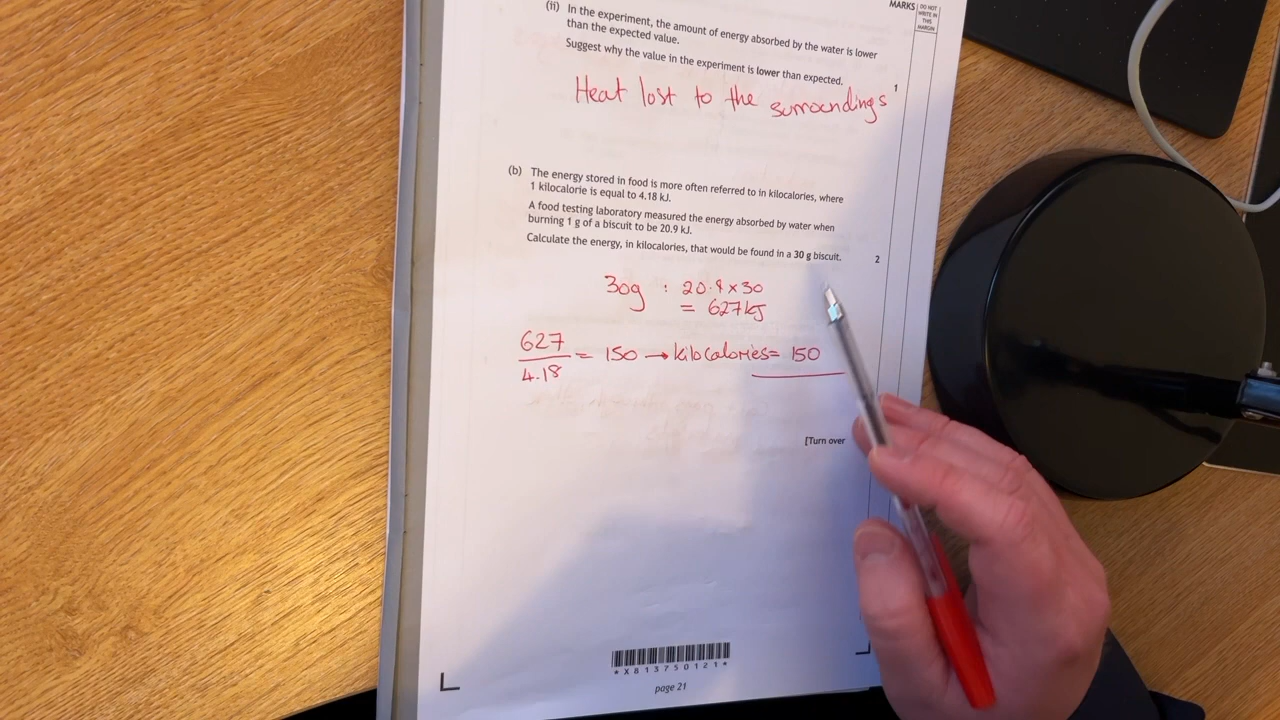 MARKS
DO NOT
WRITE IN
THIS
MARGIN
(ii) In the experiment, the amount of energy absorbed by the water is lower
than the expected value.
Suggest why the value in the experiment is lower than expected.
1
Heat lost to the surroundings
(b) The energy stored in food is more often referred to in kilocalories, where
1 kilocalorie is equal to 4.18 kJ.
A food testing laboratory measured the energy absorbed by water when
burning 1 g of a biscuit to be 20.9 kJ.
Calculate the energy, in kilocalories, that would be found in a 30 g biscuit.
2
30g : 20.9 x 30
= 627kJ
627
4.18
= 150 → kilocalories = 150
[Turn over
*X813750121*
page 21